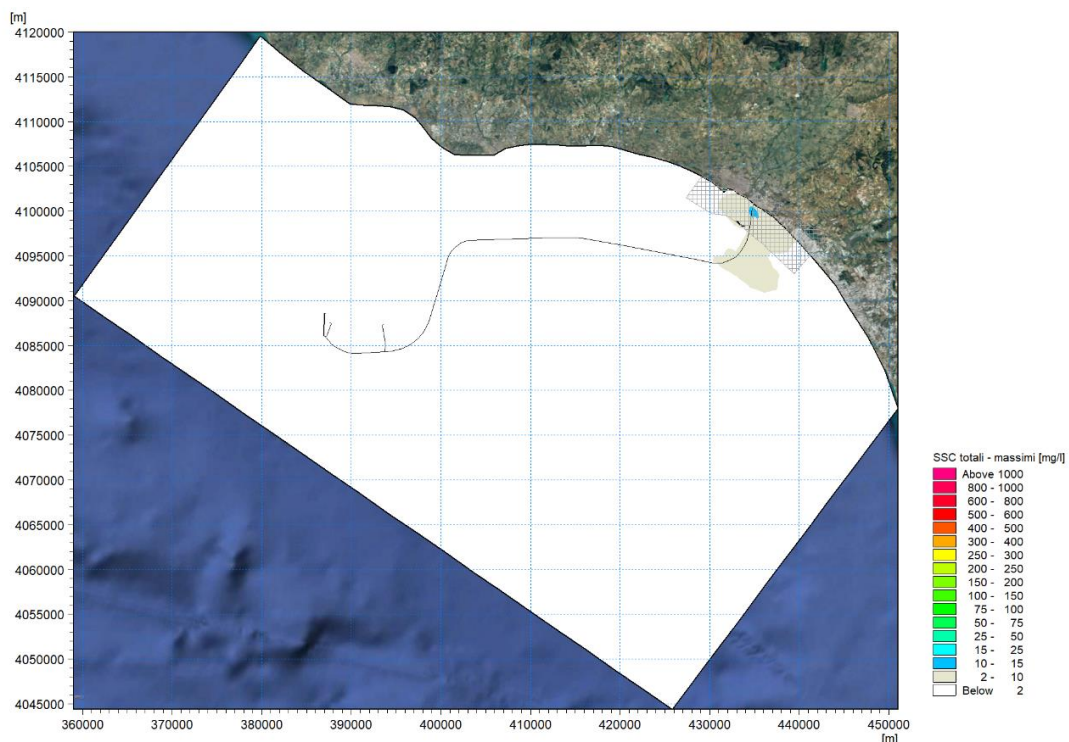 [m]
4120000
4115000
4110000
4105000
4100000
4095000
4090000
4085000
4080000
4075000
4070000
4065000
4060000
4055000
4050000
4045000
360000 370000 380000 390000 400000 410000 420000 430000 440000 450000
[m]
SSC totali - massimi [mg/l]
Above 1000
800 - 1000
600 - 800
500 - 600
400 - 500
300 - 400
250 - 300
200 - 250
150 - 200
100 - 150
75 - 100
50 - 75
25 - 50
15 - 25
10 - 15
2 - 10
Below 2